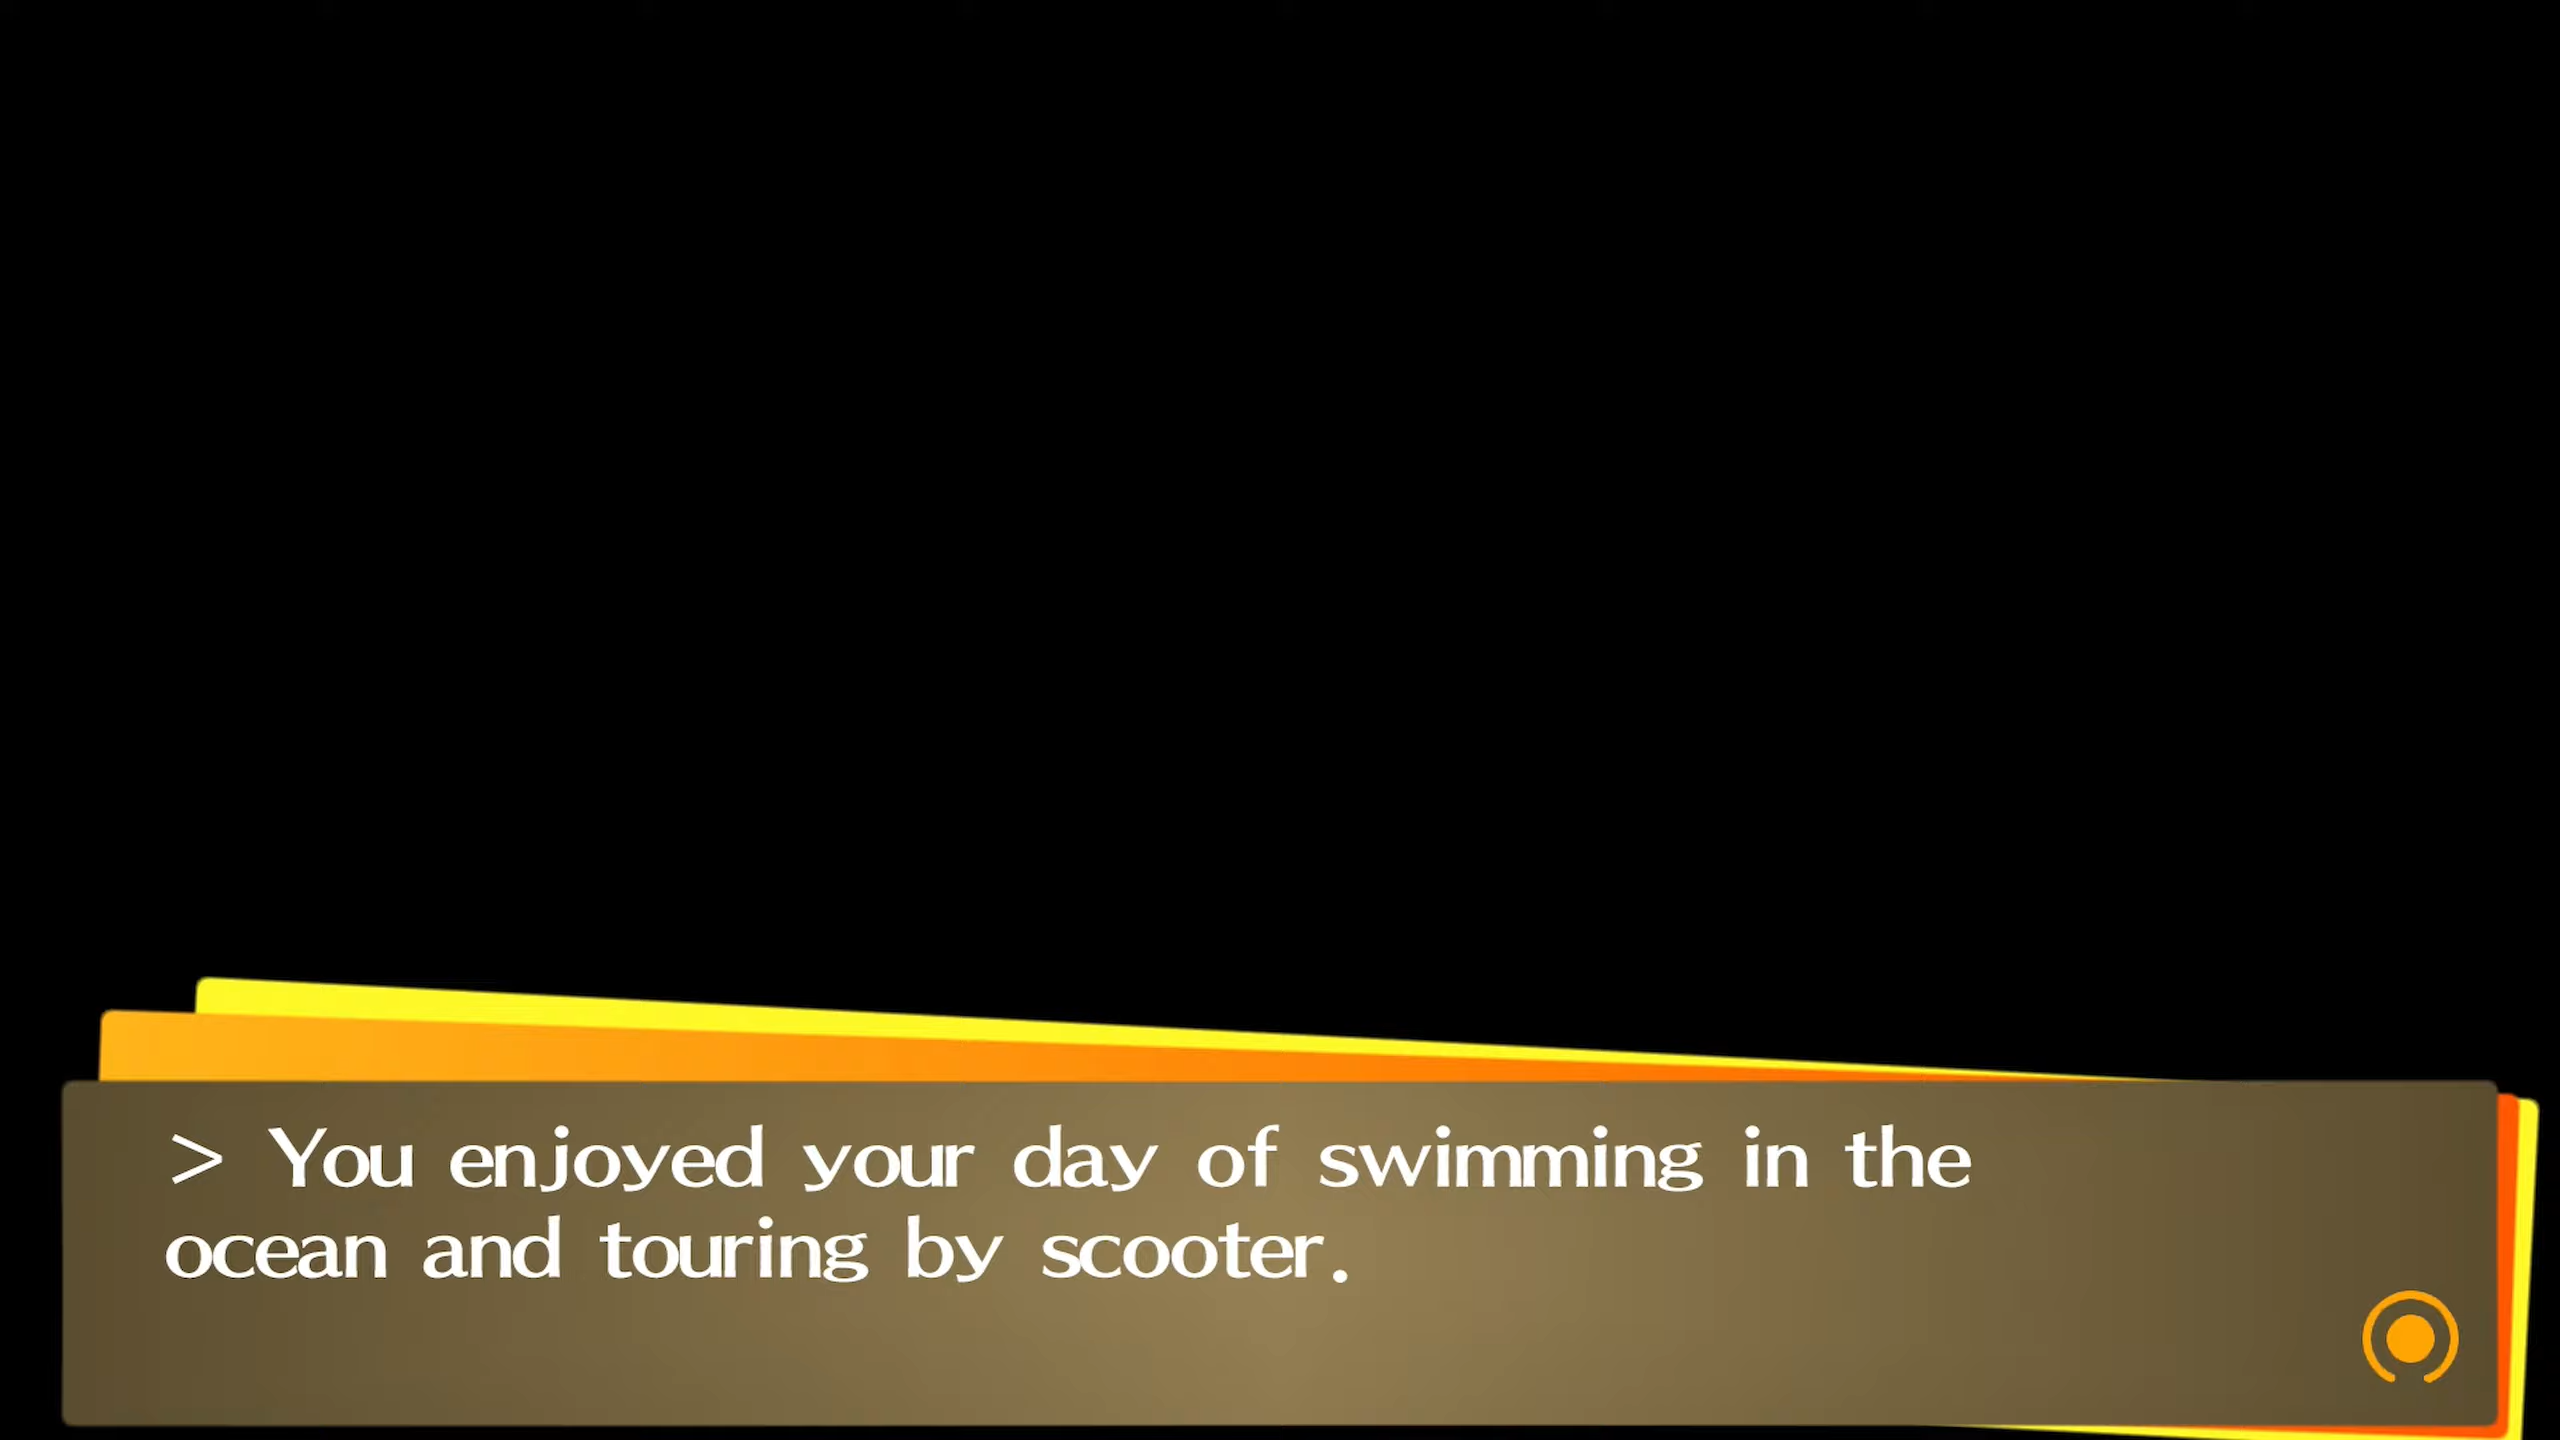 > You enjoyed your day of swimming in the
ocean and touring by scooter.